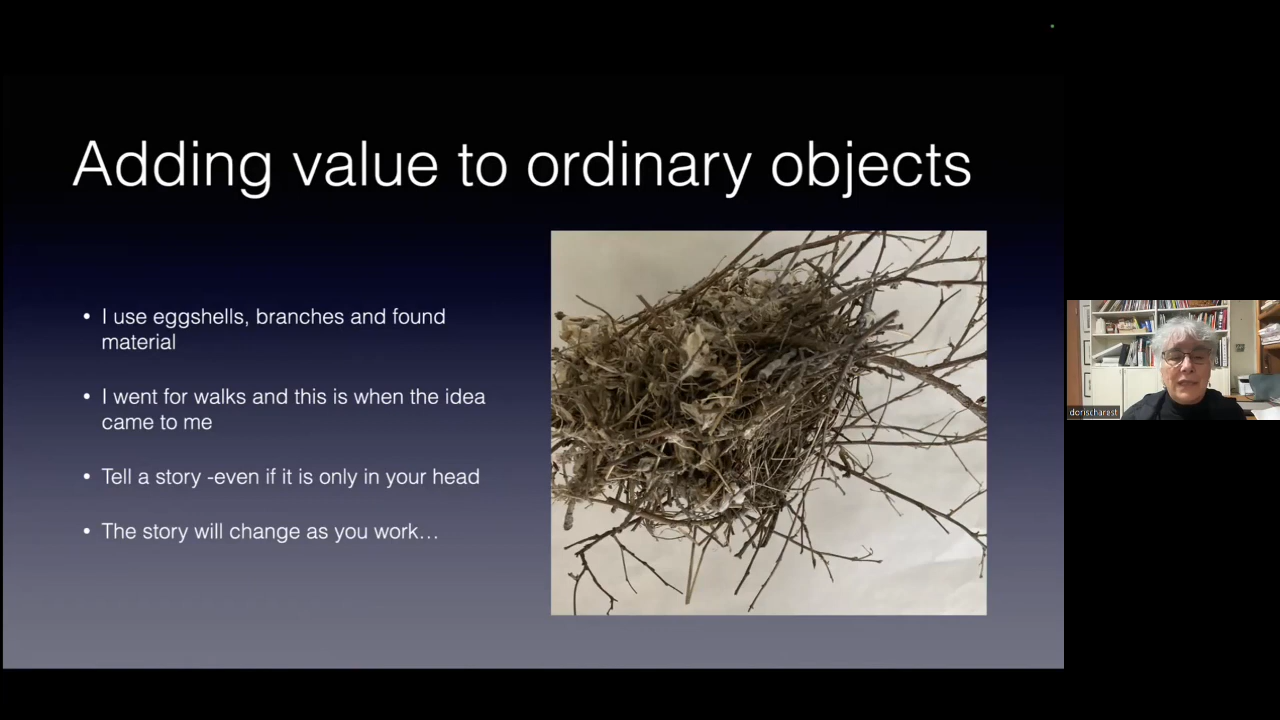 Adding value to ordinary objects
• I use eggshells, branches and found
material
• I went for walks and this is when the idea
came to me
• Tell a story -even if it is only in your head
• The story will change as you work…
dorischarest